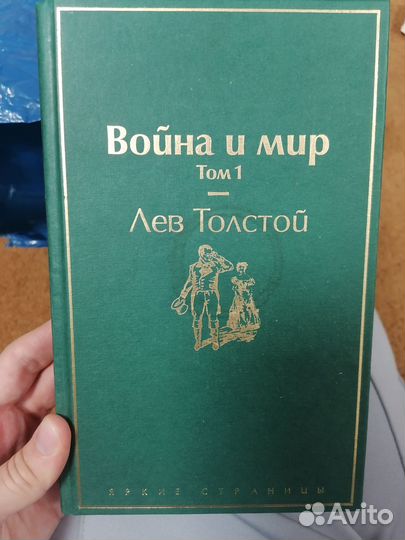 Война и мир
Том 1
Лев Толстой
ЯРКИЕ СТРАНИЦЫ
Avito